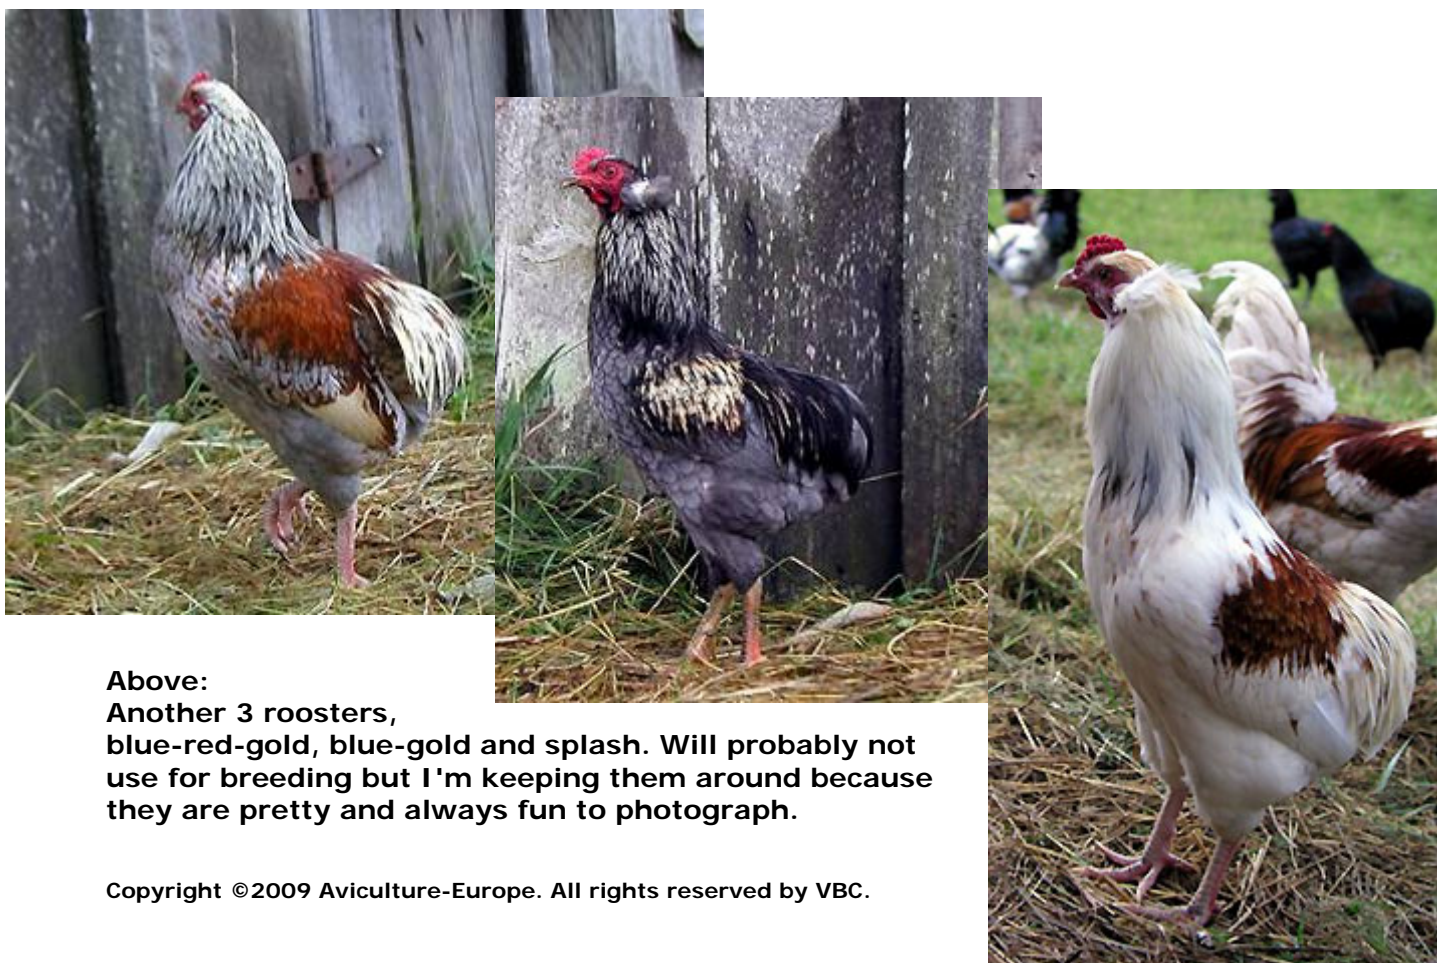 Above:
Another 3 roosters,
blue-red-gold, blue-gold and splash. Will probably not
use for breeding but I'm keeping them around because
they are pretty and always fun to photograph.
Copyright ©2009 Aviculture-Europe. All rights reserved by VBC.